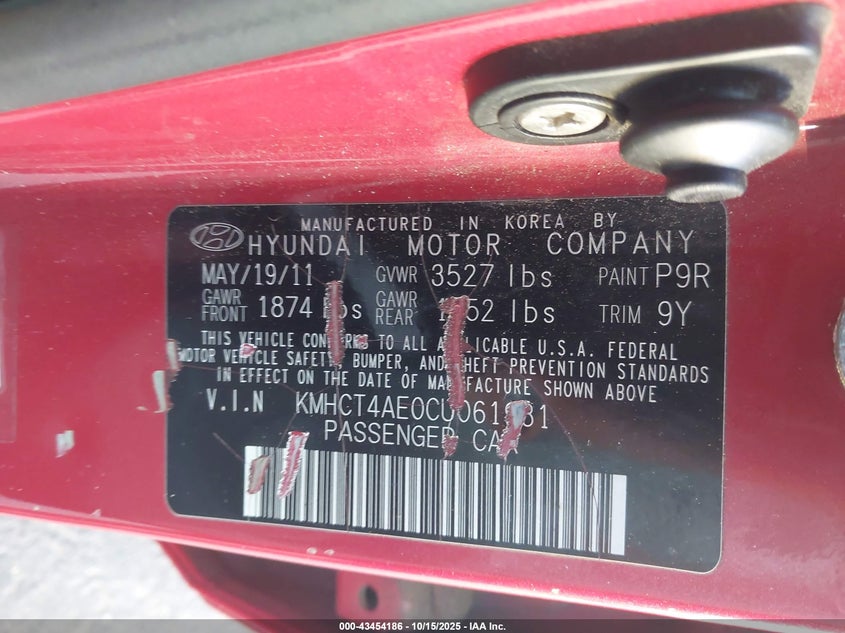 MANUFACTURED IN KOREA BY
HYUNDAI MOTOR COMPANY
MAY/19/11 GVWR 3527 lbs PAINT P9R
GAWR FRONT 1874 lbs GAWR REAR lbs TRIM 9Y
THIS VEHICLE CONFORMS TO ALL APPLICABLE U.S.A. FEDERAL
MOTOR VEHICLE SAFETY, BUMPER, AND THEFT PREVENTION STANDARDS
IN EFFECT ON THE DATE OF MANUFACTURE SHOWN ABOVE
V.I.N
PASSENGER CAR
000-43454186 - 10/15/2025 - IAA Inc.